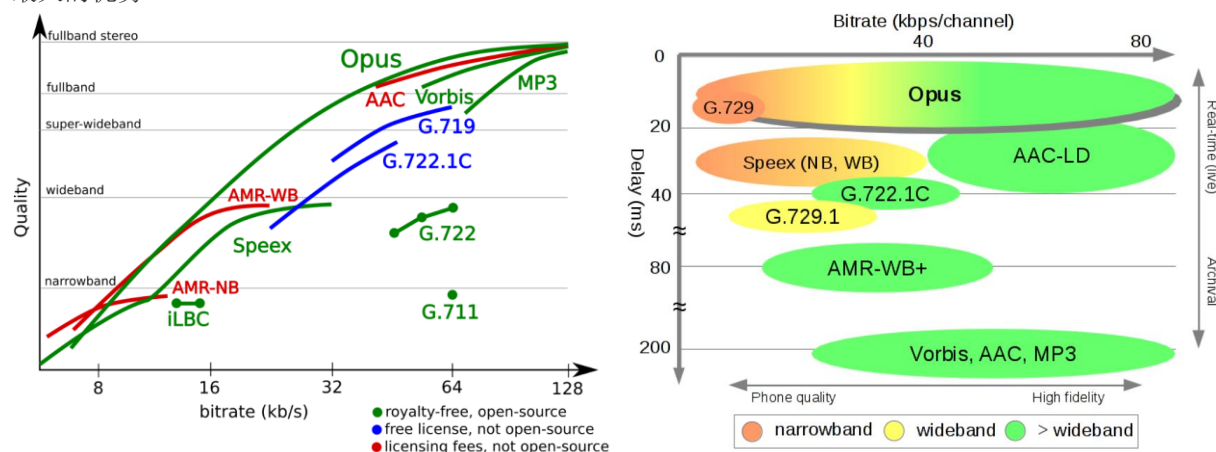 fullband stereo
Opus
fullband
AAC
Vorbis
MP3
super-wideband
G.719
G.722.1C
wideband
AMR-WB
Speex
G.722
narrowband
AMR-NB
iLBC
G.711
Quality
8 16 32 64 128
bitrate (kb/s)
royalty-free, open-source
free license, not open-source
licensing fees, not open-source
Bitrate (kbps/channel)
40 80
0
Opus
G.729
20
Speex (NB, WB)
AAC-LD
40
G.722.1C
G.729.1
≈
80
AMR-WB+
≈
200
Vorbis, AAC, MP3
Delay (ms)
Real-time (live)
Archival
Phone quality
High fidelity
narrowband wideband > wideband